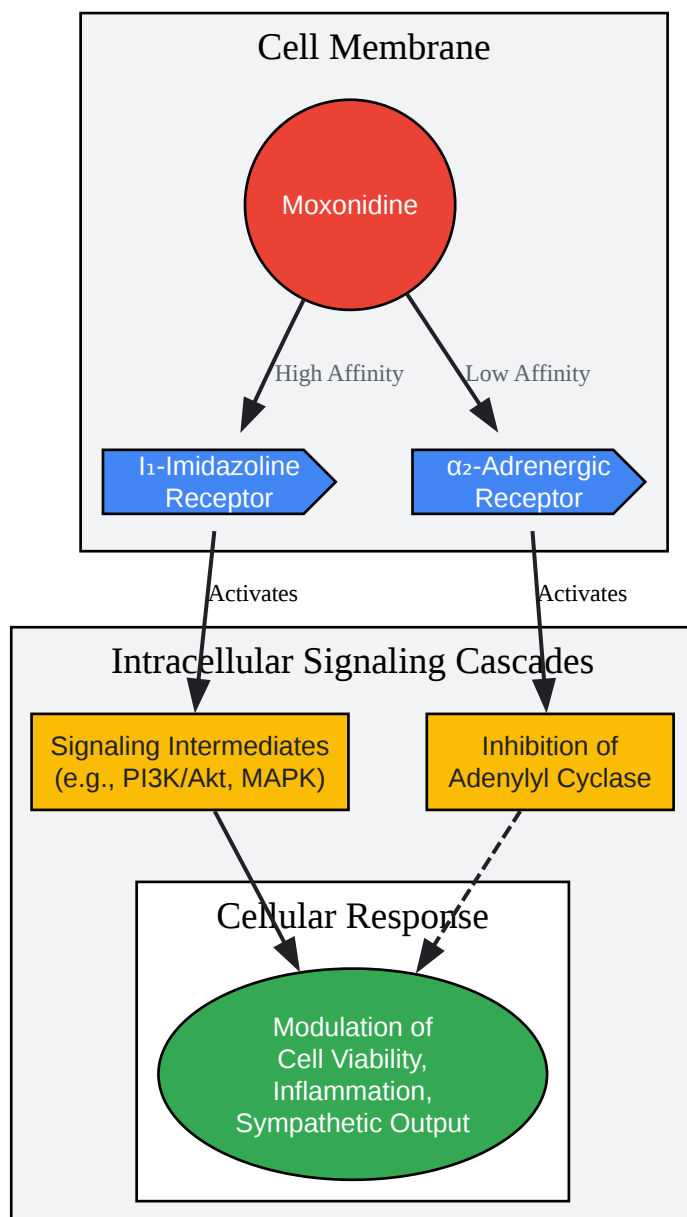 Cell Membrane
Moxonidine
High Affinity
Low Affinity
I₁-Imidazoline
Receptor
α₂-Adrenergic
Receptor
Activates
Activates
Intracellular Signaling Cascades
Signaling Intermediates
(e.g., PI3K/Akt, MAPK)
Inhibition of
Adenylyl Cyclase
Cellular Response
Modulation of
Cell Viability,
Inflammation,
Sympathetic Output